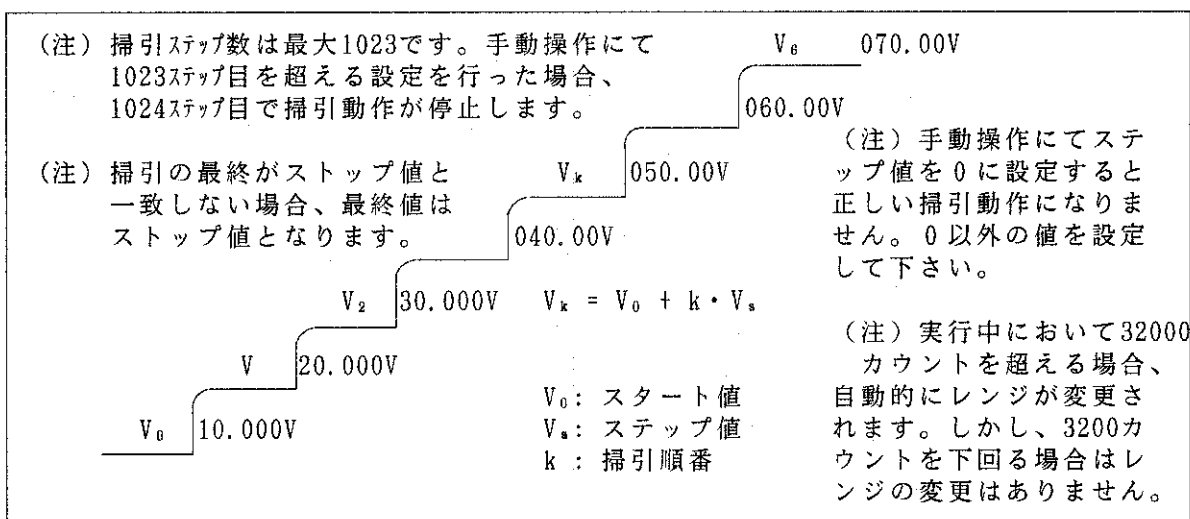 (注) 掃引ステップ数は最大1023です。手動操作にて
1023ステップ目を超える設定を行った場合、
1024ステップ目で掃引動作が停止します。
V₆ 070.00V
060.00V
(注) 掃引の最終がストップ値と
一致しない場合、最終値は
ストップ値となります。
Vₖ 050.00V
040.00V
(注) 手動操作にてステ
ップ値を0に設定すると
正しい掃引動作になりま
せん。0以外の値を設定
して下さい。
V₂ 30.000V
Vₖ = V₀ + k・Vₛ
V 20.000V
V₀ 10.000V
V₀: スタート値
Vₛ: ステップ値
k : 掃引順番
(注) 実行中において32000
カウントを超える場合、
自動的にレンジが変更さ
れます。しかし、3200カ
ウントを下回る場合はレ
ンジの変更はありません。